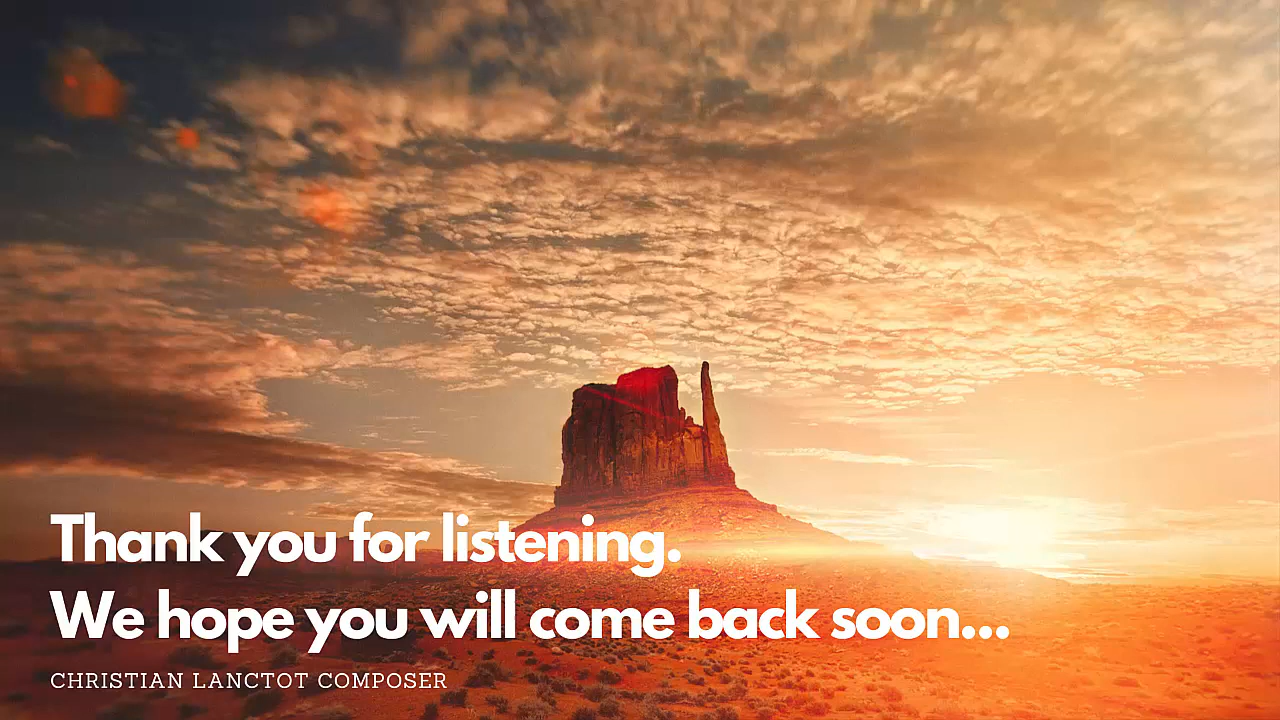 Thank you for listening.
We hope you will come back soon...
CHRISTIAN LANCTOT COMPOSER